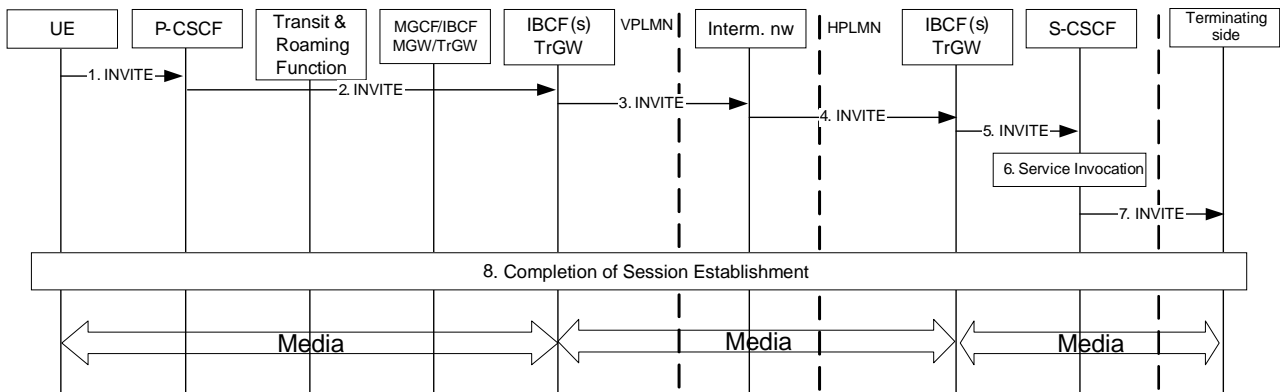 UE
P-CSCF
Transit &
Roaming
Function
MGCF/IBCF
MGW/TrGW
IBCF(s)
TrGW
VPLMN
Interm. nw
HPLMN
IBCF(s)
TrGW
S-CSCF
Terminating
side
1. INVITE
2. INVITE
3. INVITE
4. INVITE
5. INVITE
6. Service Invocation
7. INVITE
8. Completion of Session Establishment
Media
Media
Media